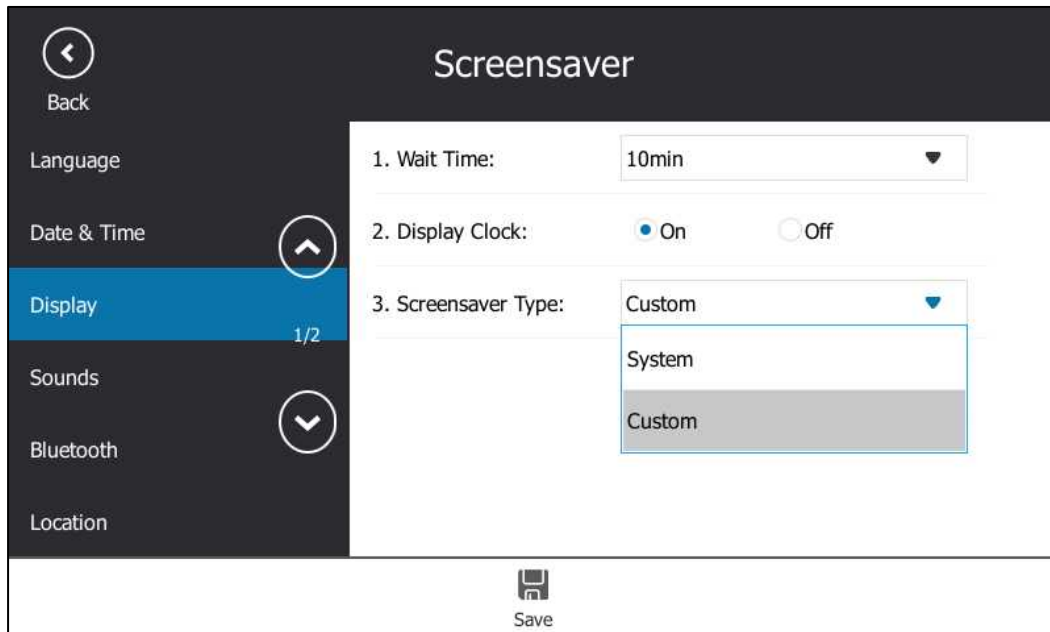 Screensaver
Back
Language
Date & Time
Display
1/2
Sounds
Bluetooth
Location
1. Wait Time: 10min
2. Display Clock: On Off
3. Screensaver Type: Custom
System
Custom
Save